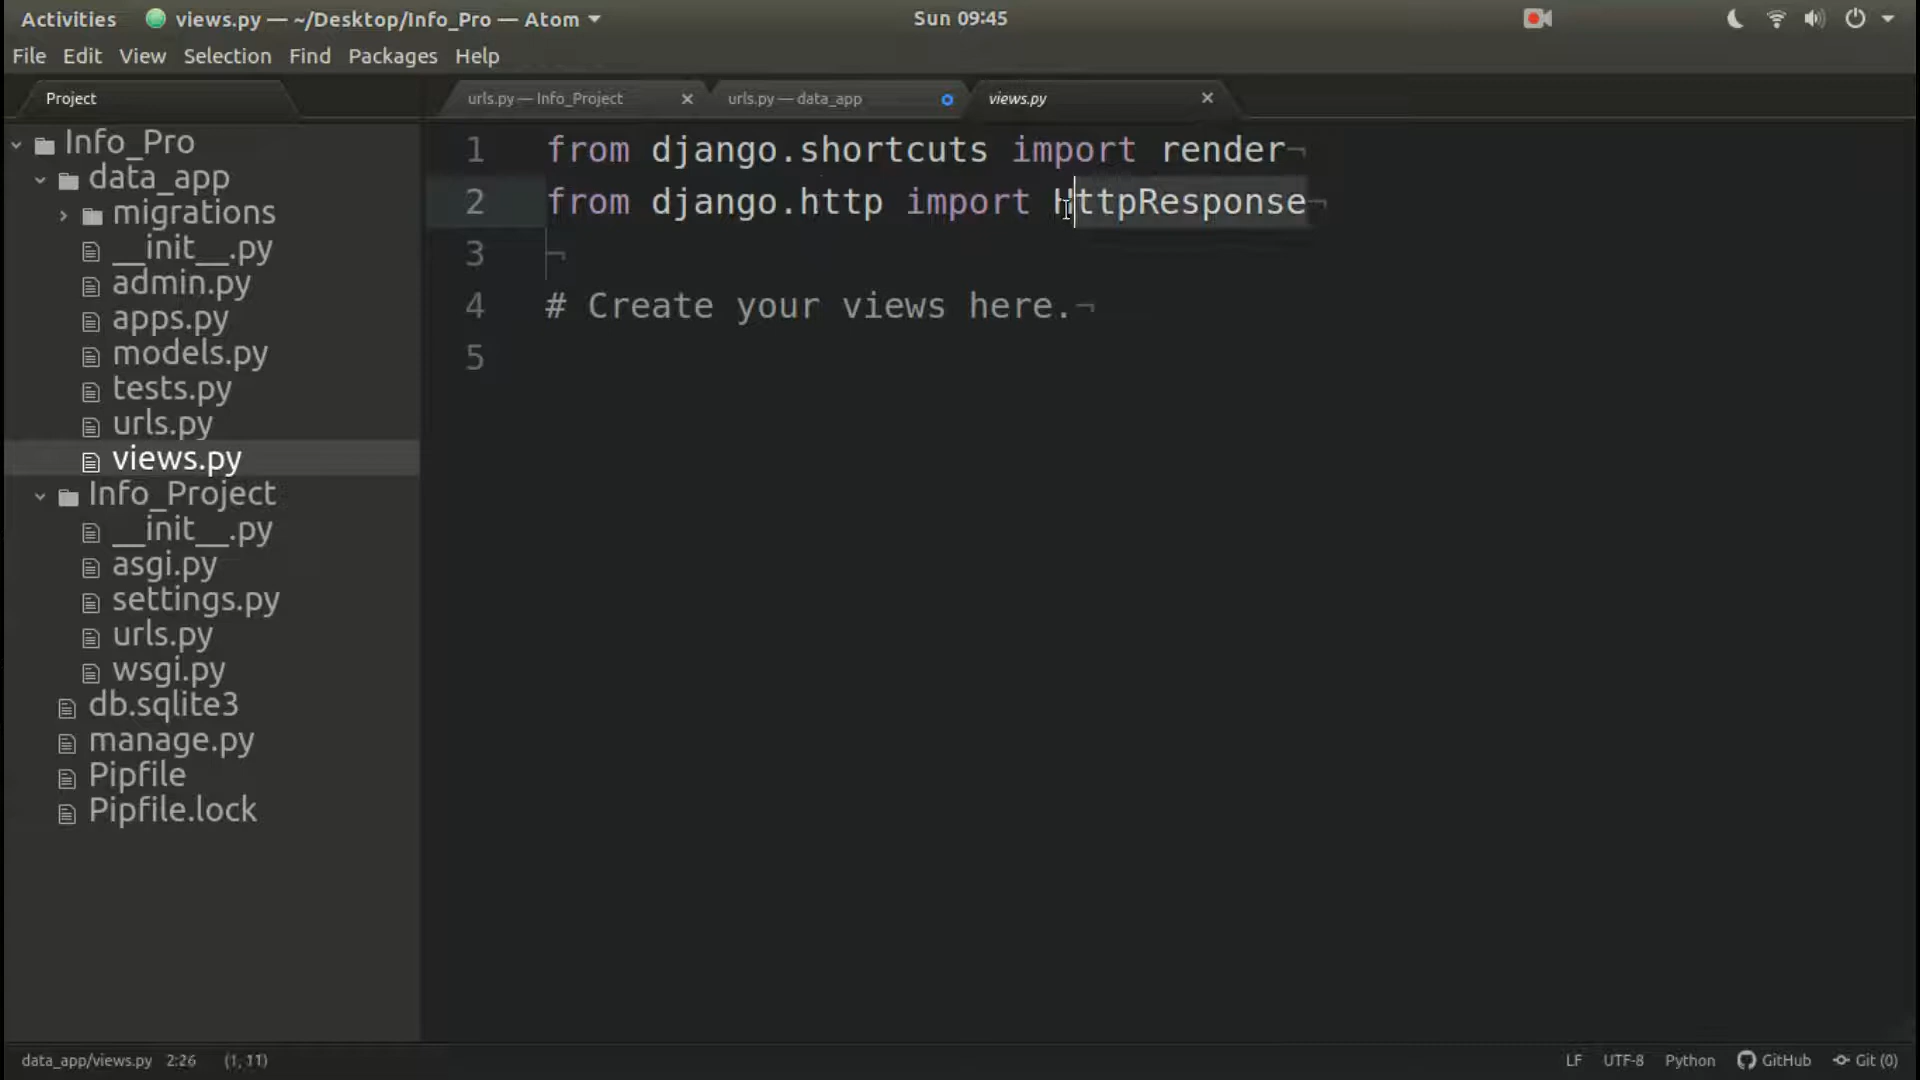 Activities views.py — ~/Desktop/Info_Pro — Atom Sun 09:45
File Edit View Selection Find Packages Help
Project urls.py — Info_Project urls.py — data_app views.py
Info_Pro
data_app
migrations
__init__.py
admin.py
apps.py
models.py
tests.py
urls.py
views.py
Info_Project
__init__.py
asgi.py
settings.py
urls.py
wsgi.py
db.sqlite3
manage.py
Pipfile
Pipfile.lock
1 from django.shortcuts import render¬
2 from django.http import HttpResponse¬
3 ¬
4 # Create your views here.¬
5
data_app/views.py 2:26 (1, 11) LF UTF-8 Python GitHub Git (0)